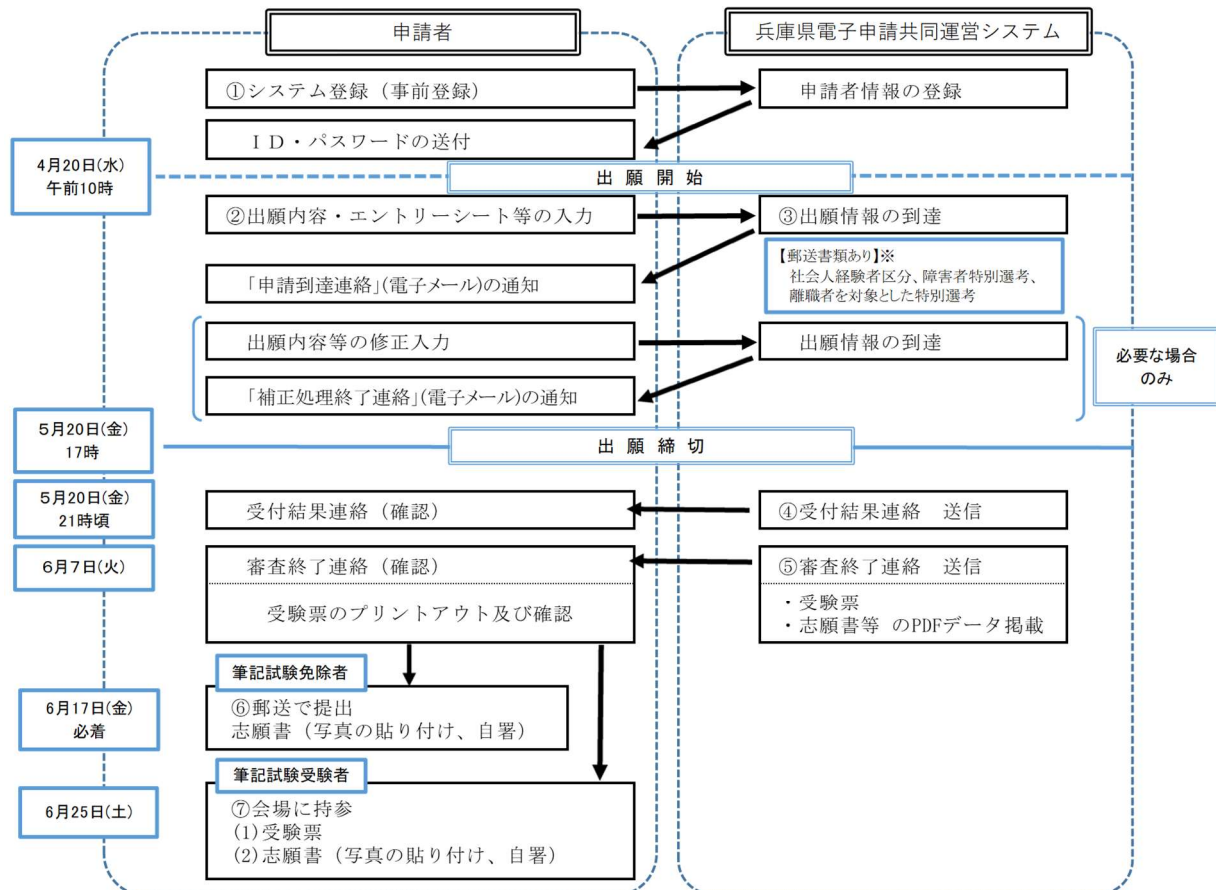 申請者
兵庫県電子申請共同運営システム
①システム登録（事前登録）
申請者情報の登録
ＩＤ・パスワードの送付
4月20日(水)
午前10時
出願開始
②出願内容・エントリーシート等の入力
③出願情報の到達
【郵送書類あり】※
社会人経験者区分、障害者特別選考、
離職者を対象とした特別選考
「申請到達連絡」(電子メール)の通知
出願内容等の修正入力
出願情報の到達
必要な場合
のみ
「補正処理終了連絡」(電子メール)の通知
5月20日(金)
17時
出願締切
5月20日(金)
21時頃
受付結果連絡（確認）
④受付結果連絡　送信
6月7日(火)
審査終了連絡（確認）
⑤審査終了連絡　送信
受験票のプリントアウト及び確認
・受験票
・志願書等 のPDFデータ掲載
筆記試験免除者
6月17日(金)
必着
⑥郵送で提出
志願書（写真の貼り付け、自署）
筆記試験受験者
6月25日(土)
⑦会場に持参
(1)受験票
(2)志願書（写真の貼り付け、自署）